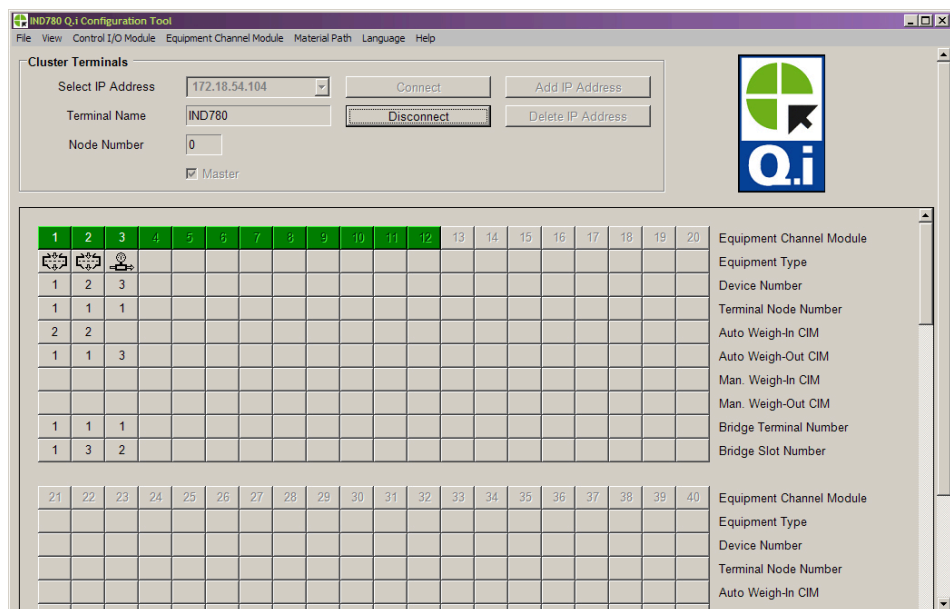 IND780 Q.i Configuration Tool
File View Control I/O Module Equipment Channel Module Material Path Language Help
Cluster Terminals
Select IP Address 172.18.54.104 Connect Add IP Address
Terminal Name IND780 Disconnect Delete IP Address
Node Number 0
Master
Q.i
1 2 3 4 5 6 7 8 9 10 11 12 13 14 15 16 17 18 19 20 Equipment Channel Module
Equipment Type
1 2 3 Device Number
1 1 1 Terminal Node Number
2 2 Auto Weigh-In CIM
1 1 3 Auto Weigh-Out CIM
Man. Weigh-In CIM
Man. Weigh-Out CIM
1 1 1 Bridge Terminal Number
1 3 2 Bridge Slot Number
21 22 23 24 25 26 27 28 29 30 31 32 33 34 35 36 37 38 39 40 Equipment Channel Module
Equipment Type
Device Number
Terminal Node Number
Auto Weigh-In CIM